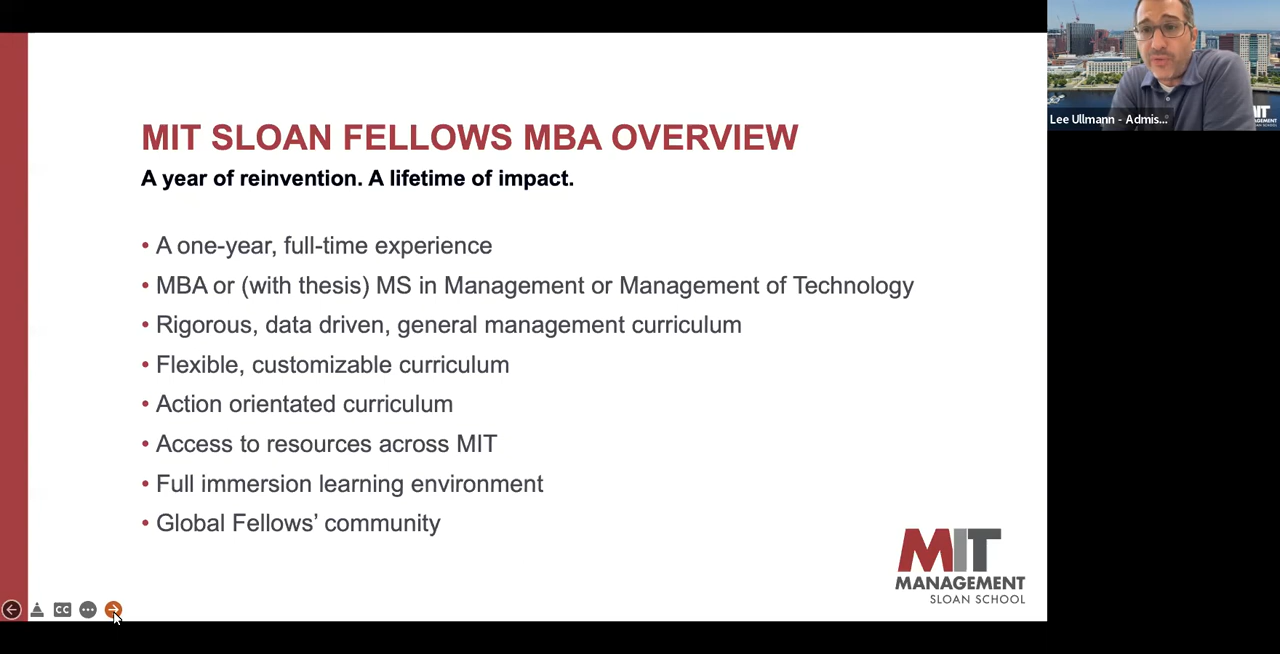 MIT SLOAN FELLOWS MBA OVERVIEW
A year of reinvention. A lifetime of impact.
• A one-year, full-time experience
• MBA or (with thesis) MS in Management or Management of Technology
• Rigorous, data driven, general management curriculum
• Flexible, customizable curriculum
• Action orientated curriculum
• Access to resources across MIT
• Full immersion learning environment
• Global Fellows’ community
MIT
MANAGEMENT
SLOAN SCHOOL
CC
Lee Ullmann - Admis...